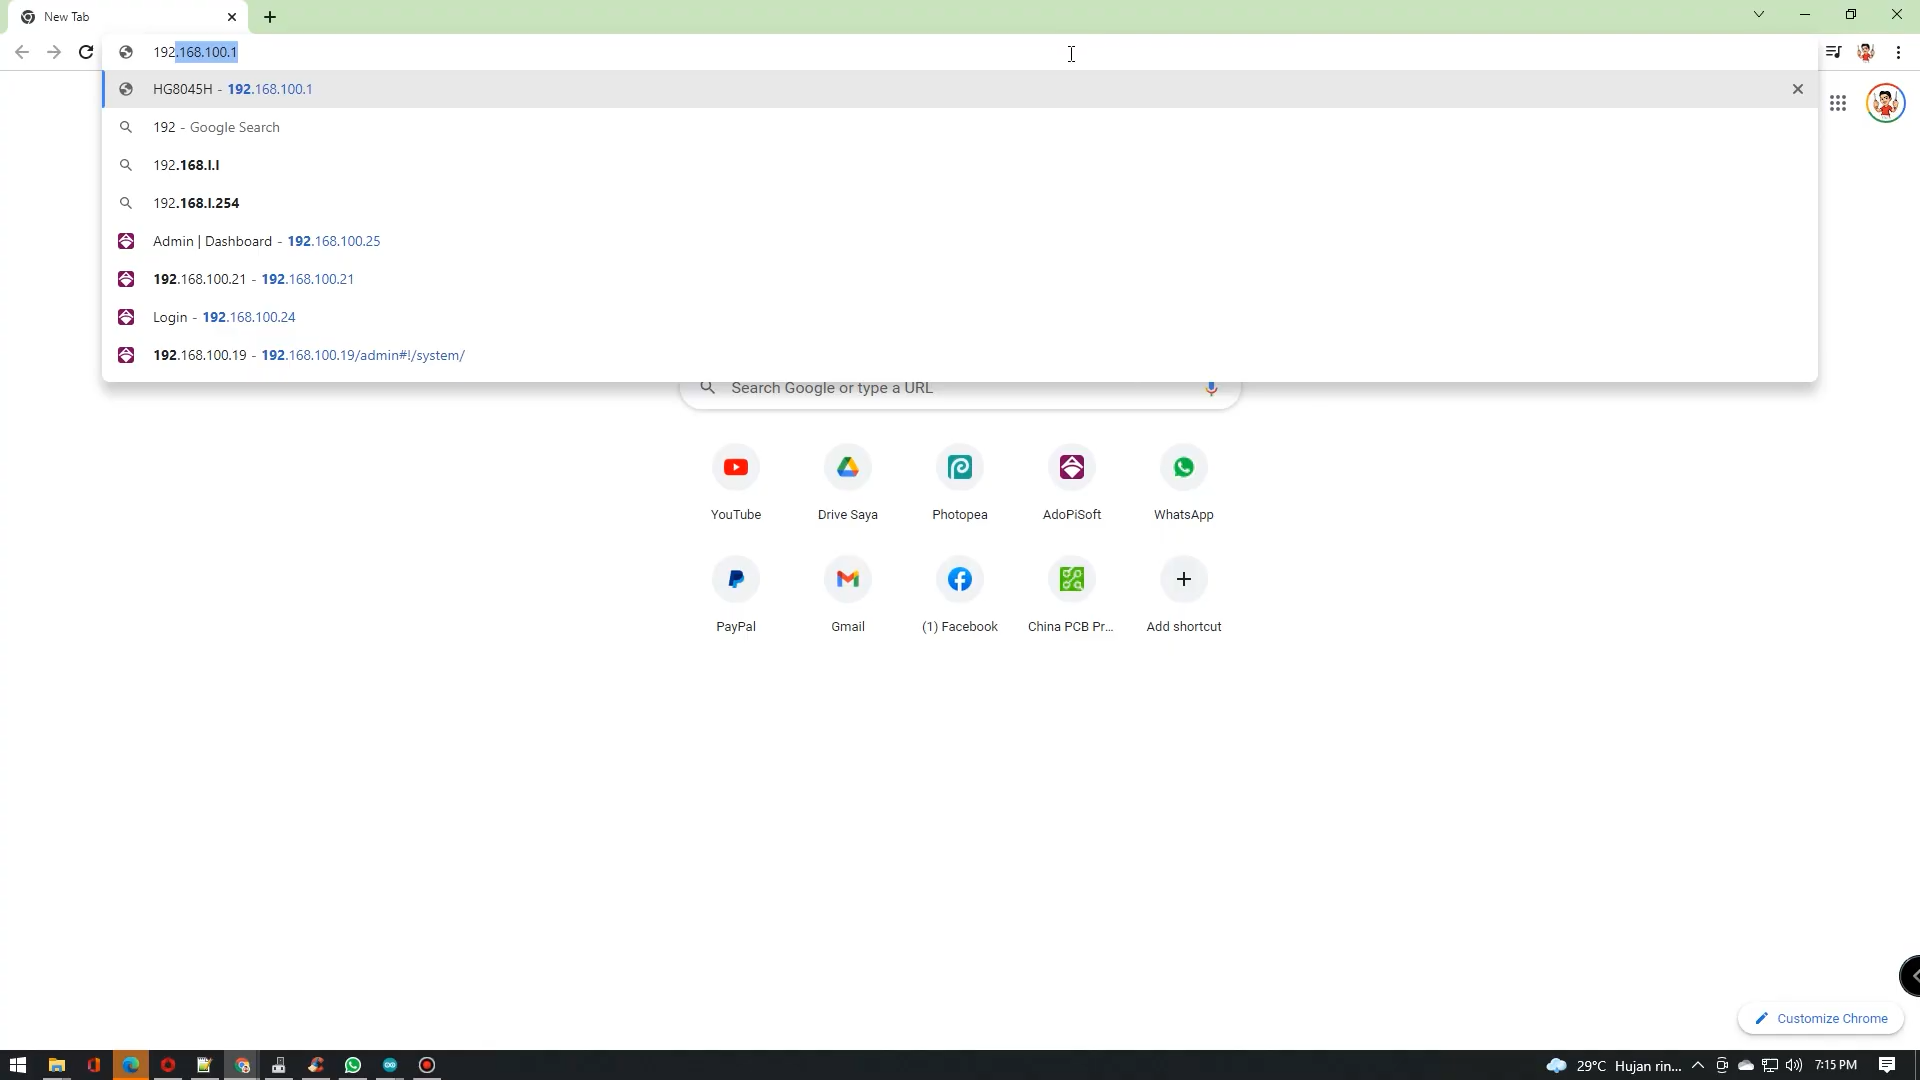 New Tab
192.168.100.1
HG8045H - 192.168.100.1
192 - Google Search
192.168.l.l
192.168.l.254
Admin | Dashboard - 192.168.100.25
192.168.100.21 - 192.168.100.21
Login - 192.168.100.24
192.168.100.19 - 192.168.100.19/admin#!/system/
Search Google or type a URL
YouTube
Drive Saya
Photopea
AdoPiSoft
WhatsApp
PayPal
Gmail
(1) Facebook
China PCB Pr...
Add shortcut
Customize Chrome
29°C Hujan rin...
7:15 PM